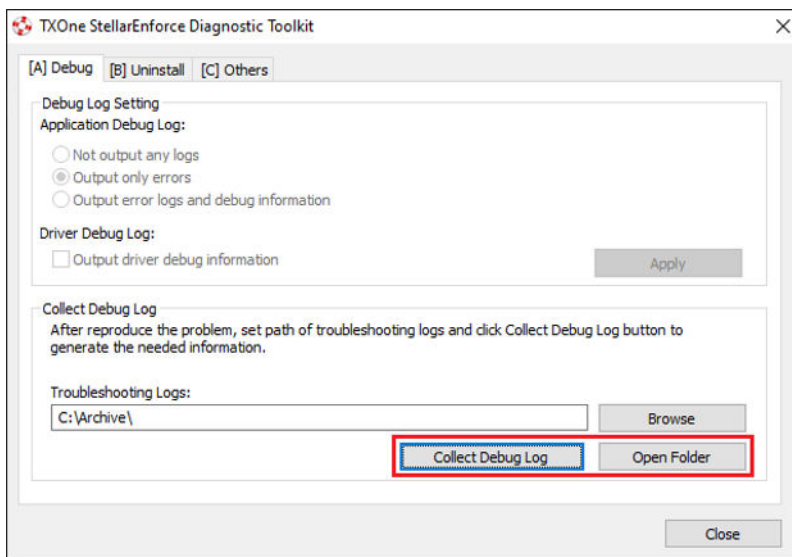 TXOne StellarEnforce Diagnostic Toolkit
[A] Debug [B] Uninstall [C] Others
Debug Log Setting
Application Debug Log:
Not output any logs
Output only errors
Output error logs and debug information
Driver Debug Log:
Output driver debug information
Apply
Collect Debug Log
After reproduce the problem, set path of troubleshooting logs and click Collect Debug Log button to
generate the needed information.
Troubleshooting Logs:
C:\Archive\
Browse
Collect Debug Log
Open Folder
Close